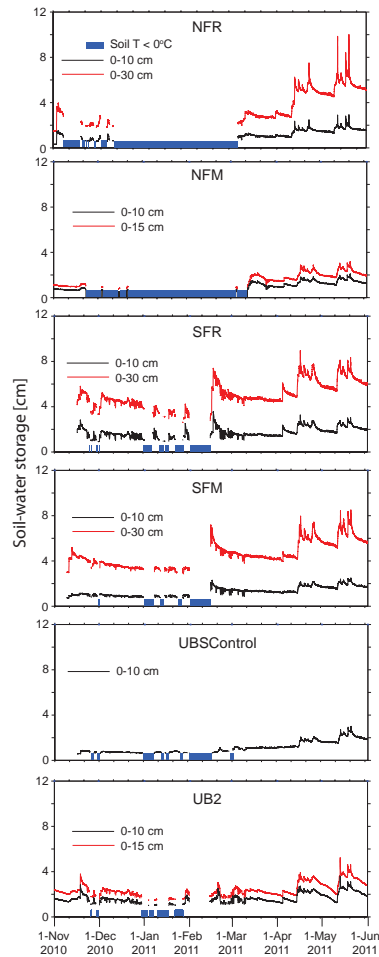 NFR
12
Soil T < 0°C
0-10 cm
0-30 cm
8
4
0
NFM
12
0-10 cm
0-15 cm
8
4
0
SFR
12
0-10 cm
0-30 cm
8
4
0
Soil-water storage [cm]
SFM
12
0-10 cm
0-30 cm
8
4
0
UBSControl
12
0-10 cm
8
4
0
UB2
12
0-10 cm
0-15 cm
8
4
0
1-Nov 1-Dec 1-Jan 1-Feb 1-Mar 1-Apr 1-May 1-Jun
2010 2010 2011 2011 2011 2011 2011 2011